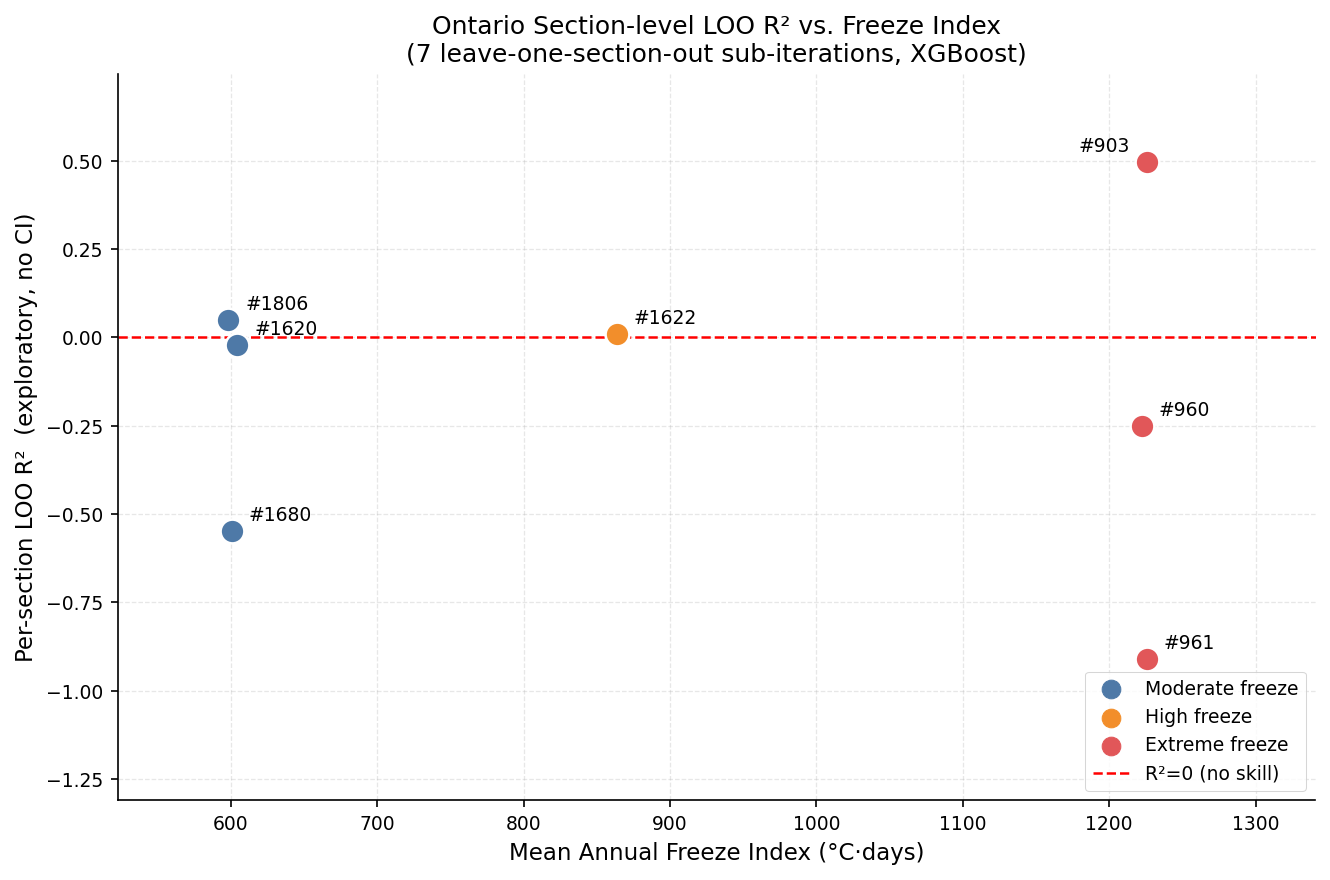 Ontario Section-level LOO R² vs. Freeze Index
(7 leave-one-section-out sub-iterations, XGBoost)
Per-section LOO R²  (exploratory, no CI)
0.50
0.25
0.00
−0.25
−0.50
−0.75
−1.00
−1.25
#903
#1806
#1620
#1622
#960
#1680
#961
Moderate freeze
High freeze
Extreme freeze
R²=0 (no skill)
600
700
800
900
1000
1100
1200
1300
Mean Annual Freeze Index (°C·days)